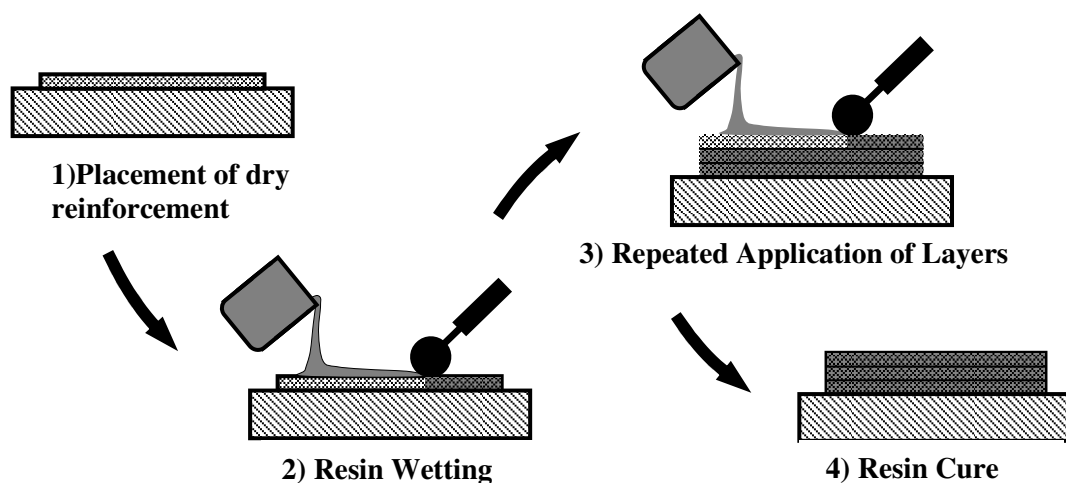 1)Placement of dry
reinforcement
2) Resin Wetting
3) Repeated Application of Layers
4) Resin Cure